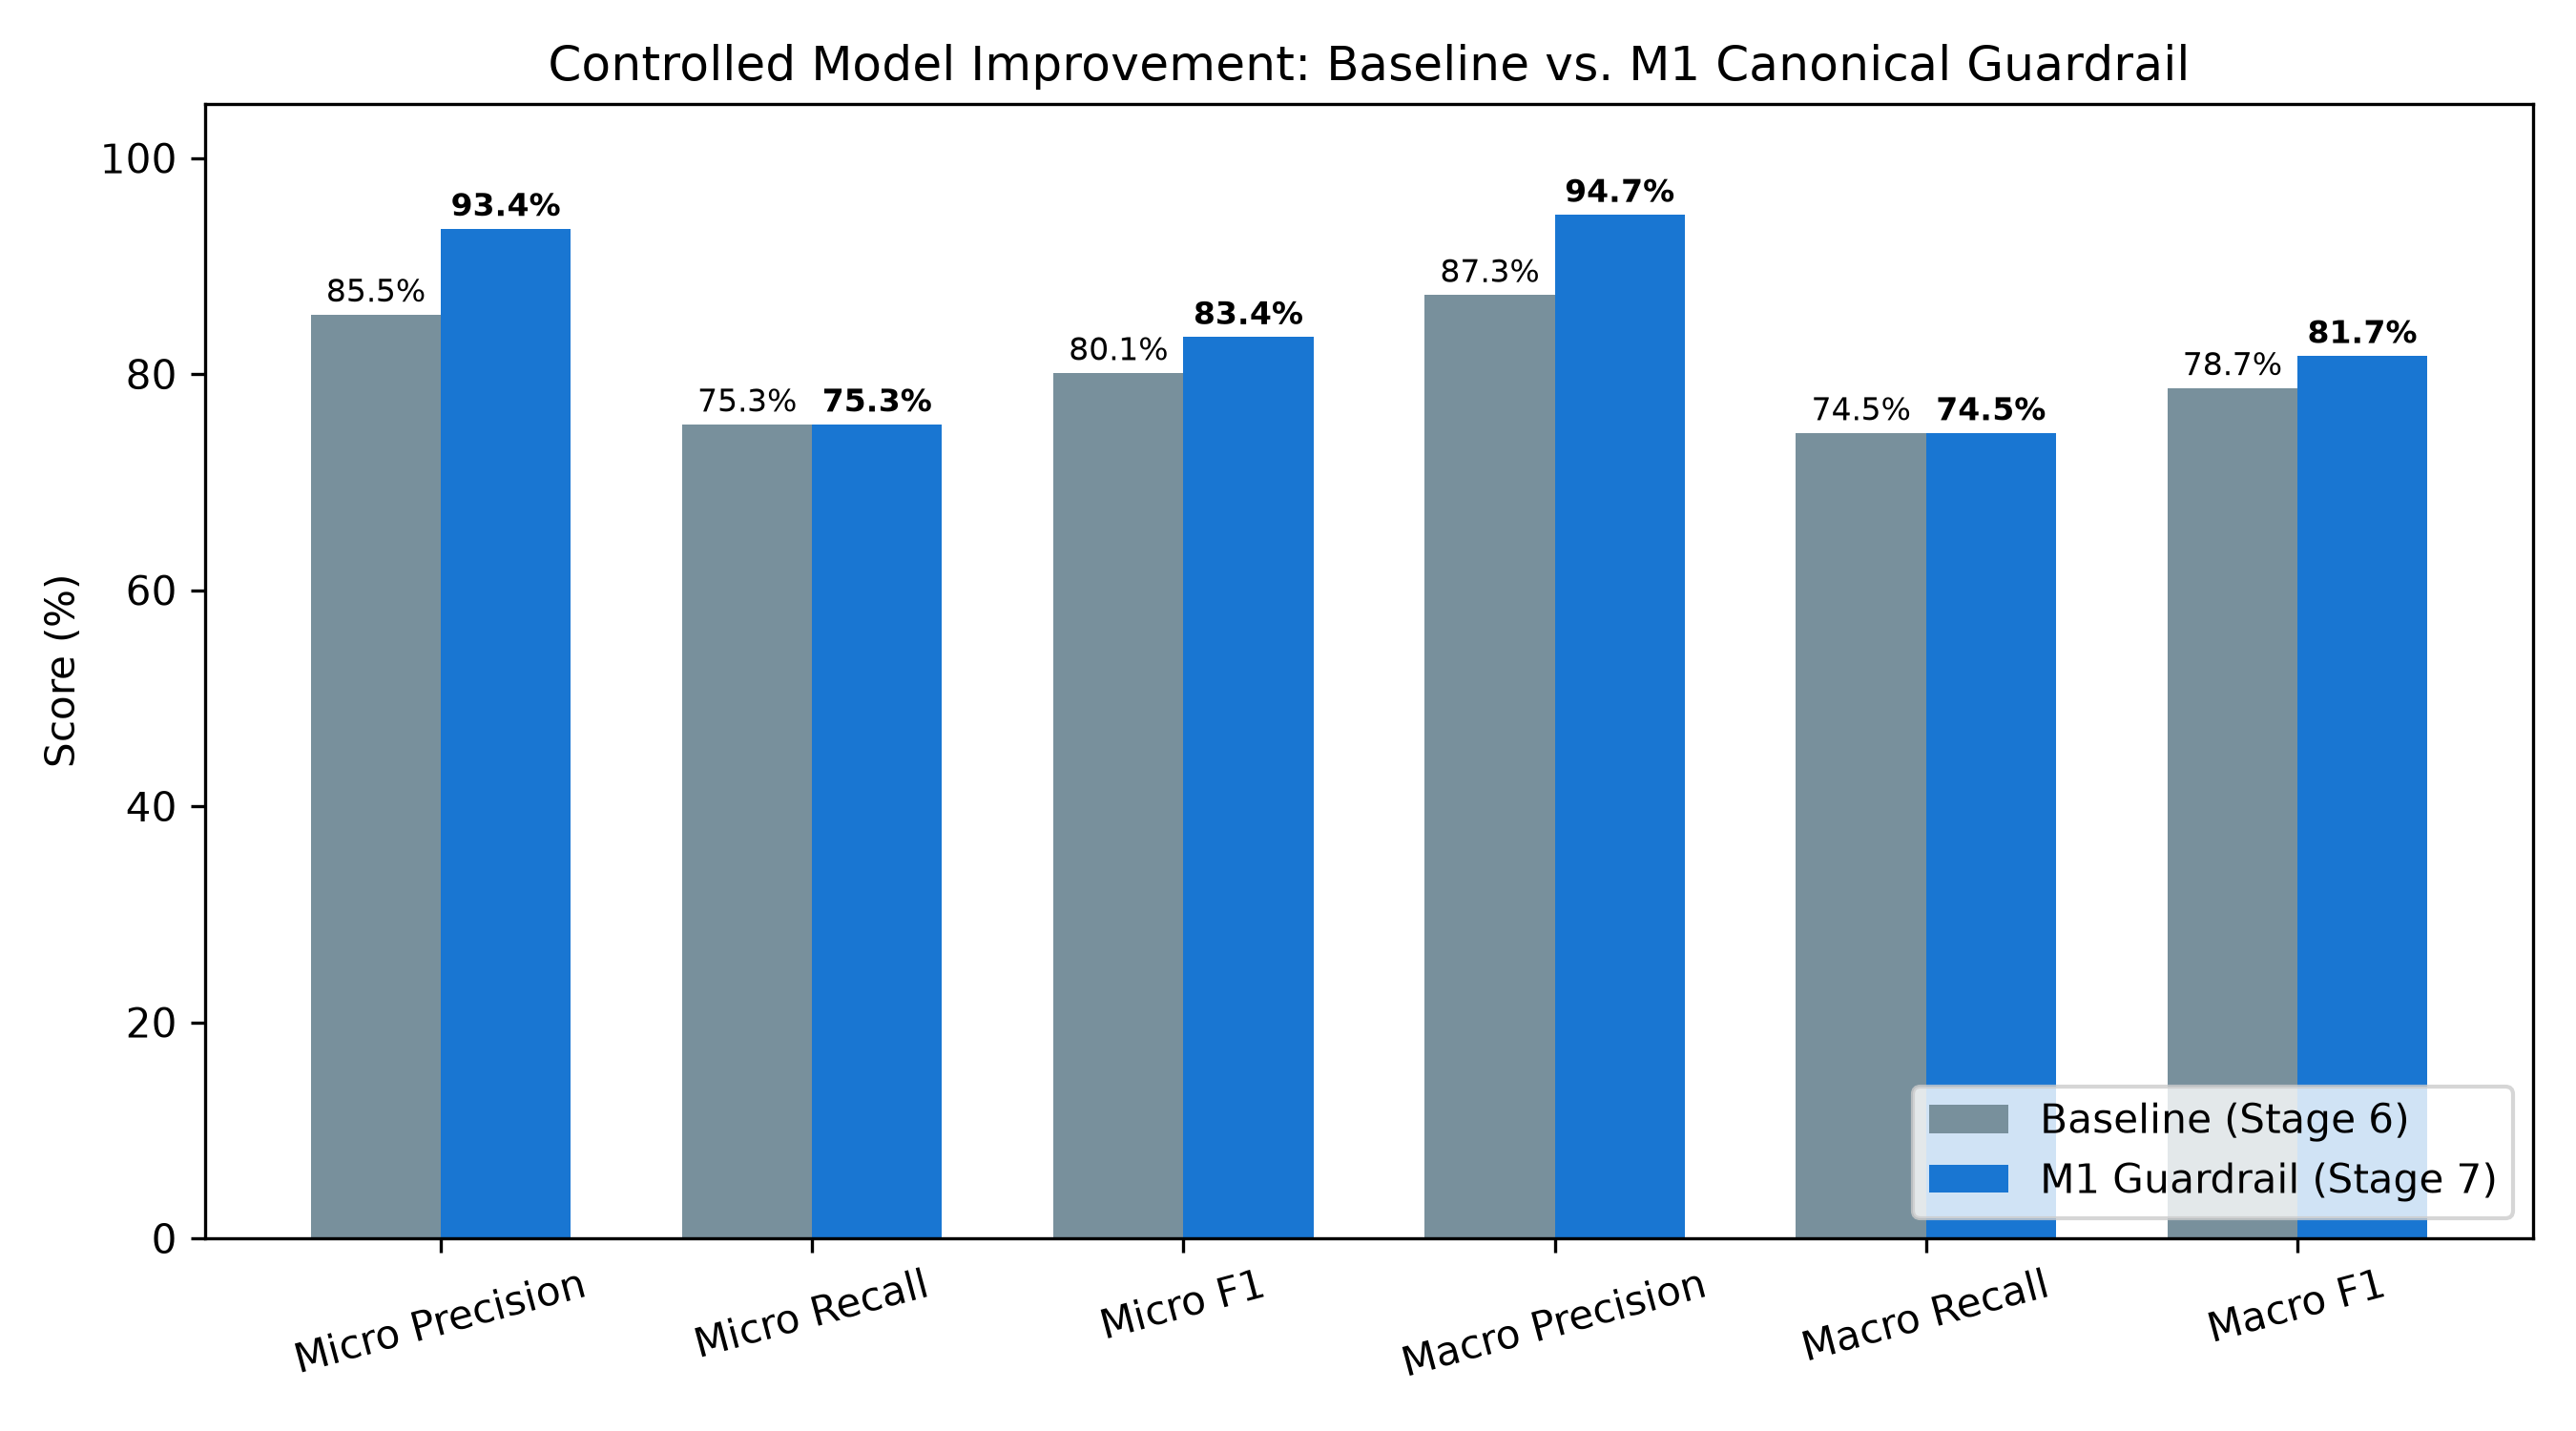 Controlled Model Improvement: Baseline vs. M1 Canonical Guardrail
Score (%)
100
80
60
40
20
0
85.5%
93.4%
75.3%
75.3%
80.1%
83.4%
87.3%
94.7%
74.5%
74.5%
78.7%
81.7%
Baseline (Stage 6)
M1 Guardrail (Stage 7)
Micro Precision
Micro Recall
Micro F1
Macro Precision
Macro Recall
Macro F1